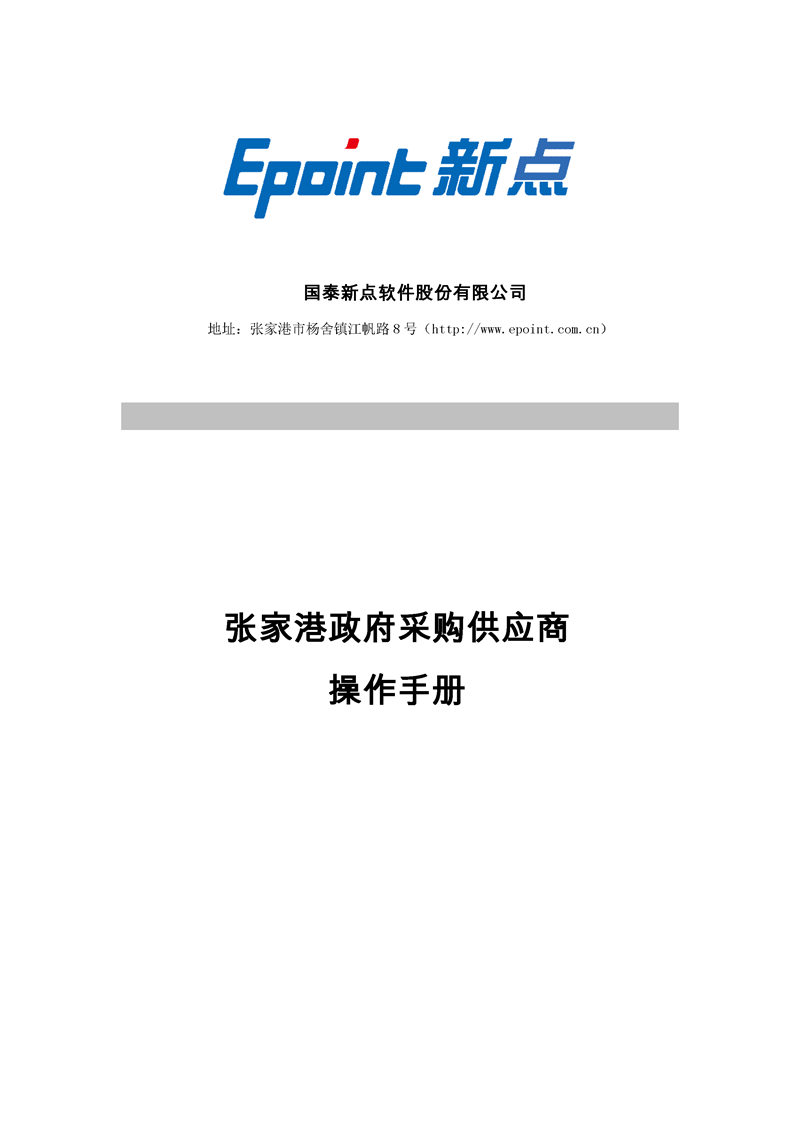 Epoint 新点
国泰新点软件股份有限公司
地址：张家港市杨舍镇江帆路 8 号（http://www.epoint.com.cn）
张家港政府采购供应商
操作手册